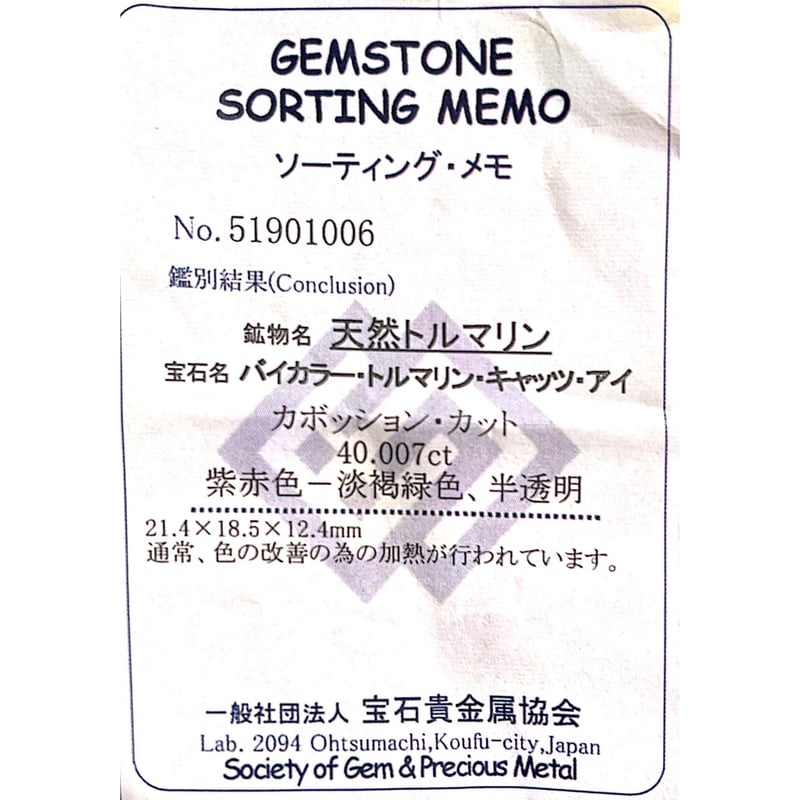 GEMSTONE
SORTING MEMO
ソーティング・メモ
No. 51901006
鑑別結果(Conclusion)
鉱物名 天然トルマリン
宝石名 バイカラー・トルマリン・キャッツ・アイ
カボッション・カット
40.007ct
紫赤色－淡褐緑色、半透明
21.4×18.5×12.4mm
通常、色の改善の為の加熱が行われています。
一般社団法人 宝石貴金属協会
Lab. 2094 Ohtsumachi,Koufu-city,Japan
Society of Gem & Precious Metal